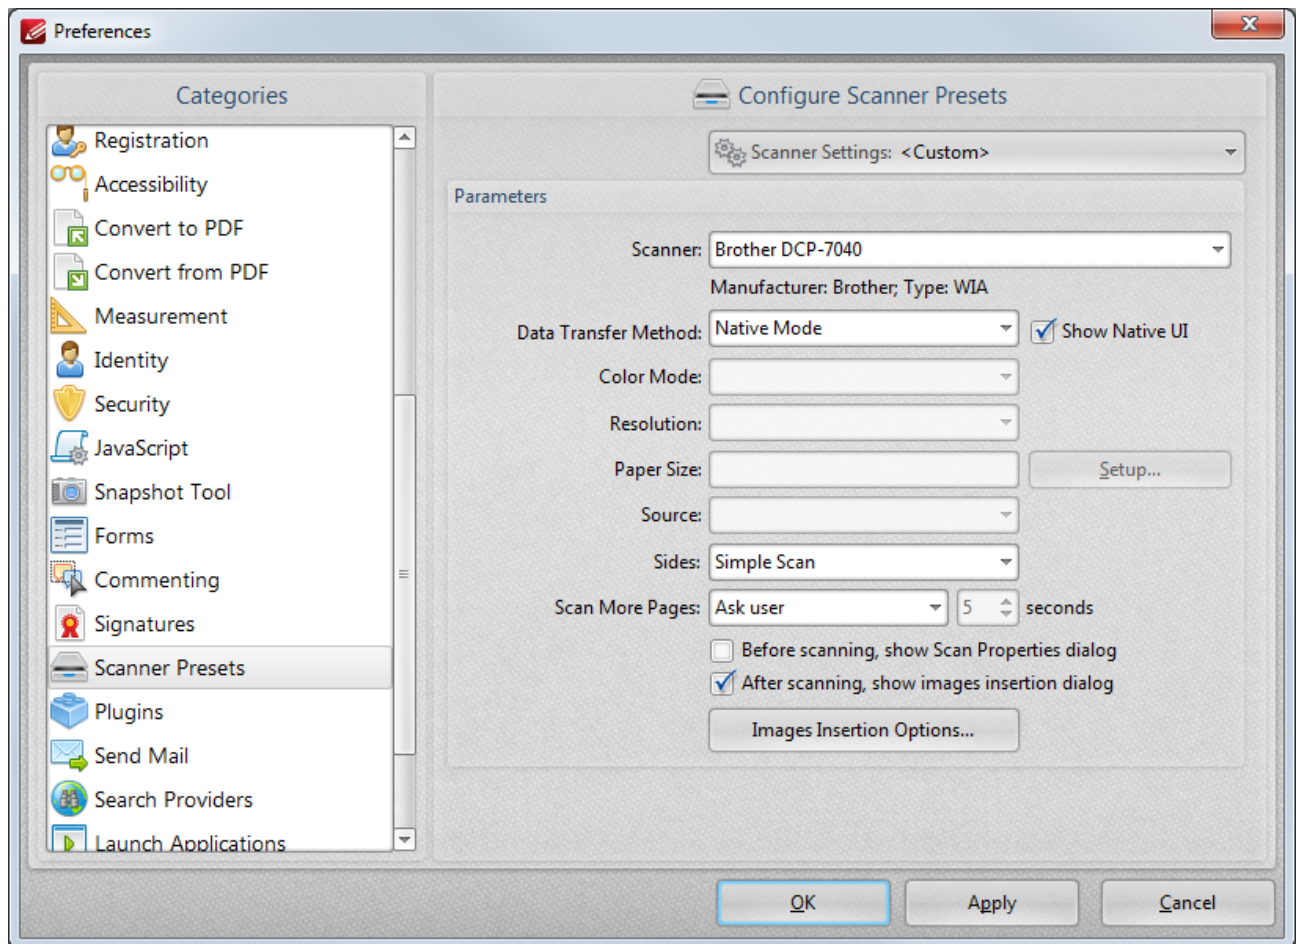 Preferences
Categories
Registration
Accessibility
Convert to PDF
Convert from PDF
Measurement
Identity
Security
JavaScript
Snapshot Tool
Forms
Commenting
Signatures
Scanner Presets
Plugins
Send Mail
Search Providers
Launch Applications
Configure Scanner Presets
Scanner Settings: <Custom>
Parameters
Scanner: Brother DCP-7040
Manufacturer: Brother; Type: WIA
Data Transfer Method: Native Mode Show Native UI
Color Mode:
Resolution:
Paper Size: Setup...
Source:
Sides: Simple Scan
Scan More Pages: Ask user 5 seconds
Before scanning, show Scan Properties dialog
After scanning, show images insertion dialog
Images Insertion Options...
OK Apply Cancel